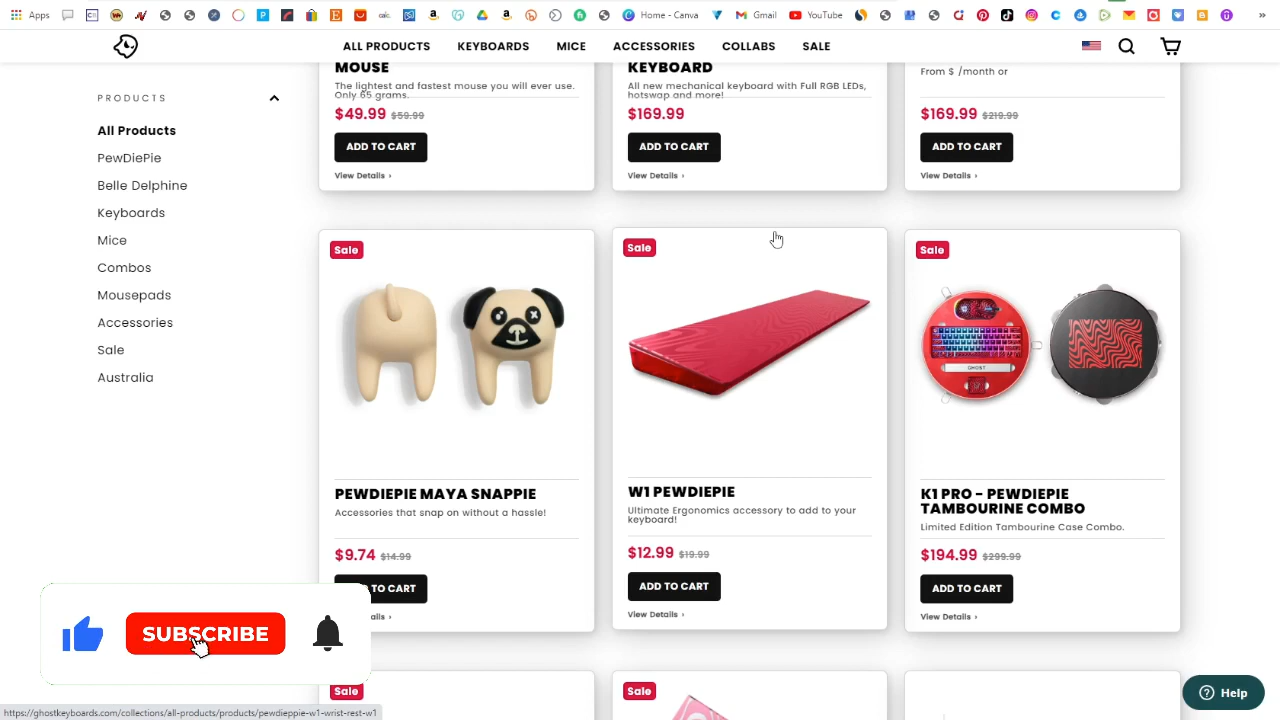 Apps
Home - Canva
Gmail
YouTube
»
ALL PRODUCTS
KEYBOARDS
MICE
ACCESSORIES
COLLABS
SALE
PRODUCTS
All Products
PewDiePie
Belle Delphine
Keyboards
Mice
Combos
Mousepads
Accessories
Sale
Australia
MOUSE
The lightest and fastest mouse you will ever use.
Only 65 grams.
$49.99 $59.99
ADD TO CART
View Details ›
KEYBOARD
All new mechanical keyboard with Full RGB LEDs,
hotswap and more!
$169.99
ADD TO CART
View Details ›
From $ /month or
$169.99 $219.99
ADD TO CART
View Details ›
Sale
PEWDIEPIE MAYA SNAPPIE
Accessories that snap on without a hassle!
$9.74 $14.99
TO CART
ails ›
Sale
W1 PEWDIEPIE
Ultimate Ergonomics accessory to add to your
keyboard!
$12.99 $19.99
ADD TO CART
View Details ›
Sale
GHOST
K1 PRO - PEWDIEPIE
TAMBOURINE COMBO
Limited Edition Tambourine Case Combo.
$194.99 $299.99
ADD TO CART
View Details ›
SUBSCRIBE
Sale
Sale
Help
https://ghostkeyboards.com/collections/all-products/products/pewdieppie-w1-wrist-rest-w1